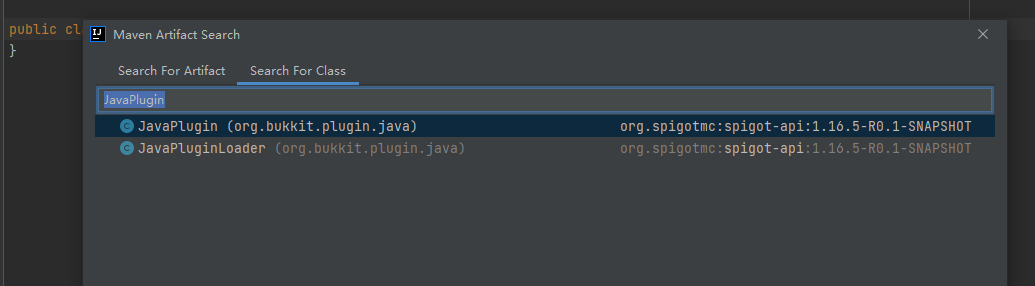 public cl
}
IJ Maven Artifact Search
Search For Artifact Search For Class
JavaPlugin
C JavaPlugin (org.bukkit.plugin.java) org.spigotmc:spigot-api:1.16.5-R0.1-SNAPSHOT
C JavaPluginLoader (org.bukkit.plugin.java) org.spigotmc:spigot-api:1.16.5-R0.1-SNAPSHOT